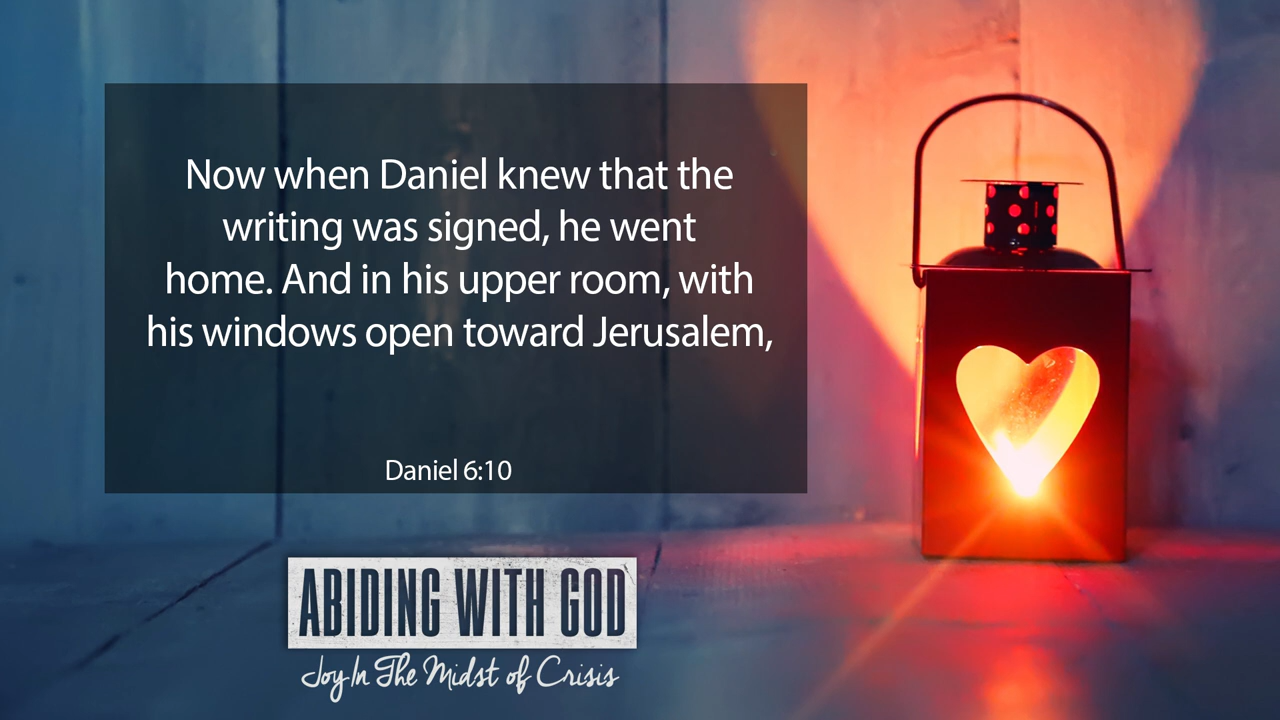 Now when Daniel knew that the
writing was signed, he went
home. And in his upper room, with
his windows open toward Jerusalem,
Daniel 6:10
ABIDING WITH GOD
Joy In The Midst of Crisis